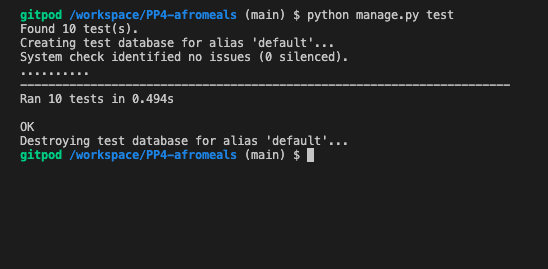 gitpod /workspace/PP4-afromeals (main) $ python manage.py test
Found 10 test(s).
Creating test database for alias 'default'...
System check identified no issues (0 silenced).
..........
----------------------------------------------------------------------
Ran 10 tests in 0.494s
OK
Destroying test database for alias 'default'...
gitpod /workspace/PP4-afromeals (main) $